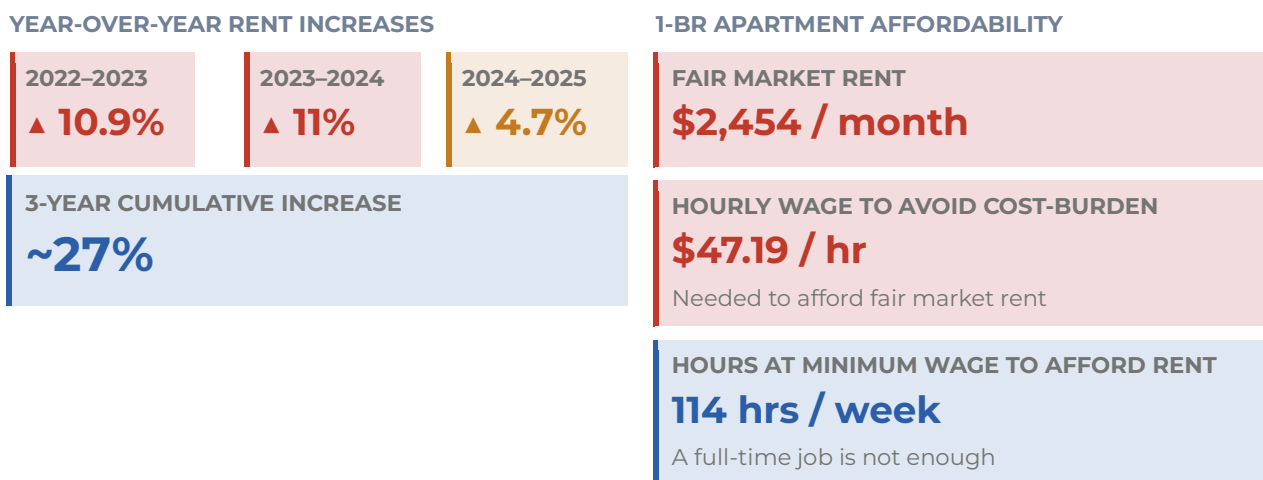 YEAR-OVER-YEAR RENT INCREASES
2022–2023
▲ 10.9%
2023–2024
▲ 11%
2024–2025
▲ 4.7%
3-YEAR CUMULATIVE INCREASE
~27%
1-BR APARTMENT AFFORDABILITY
FAIR MARKET RENT
$2,454 / month
HOURLY WAGE TO AVOID COST-BURDEN
$47.19 / hr
Needed to afford fair market rent
HOURS AT MINIMUM WAGE TO AFFORD RENT
114 hrs / week
A full-time job is not enough